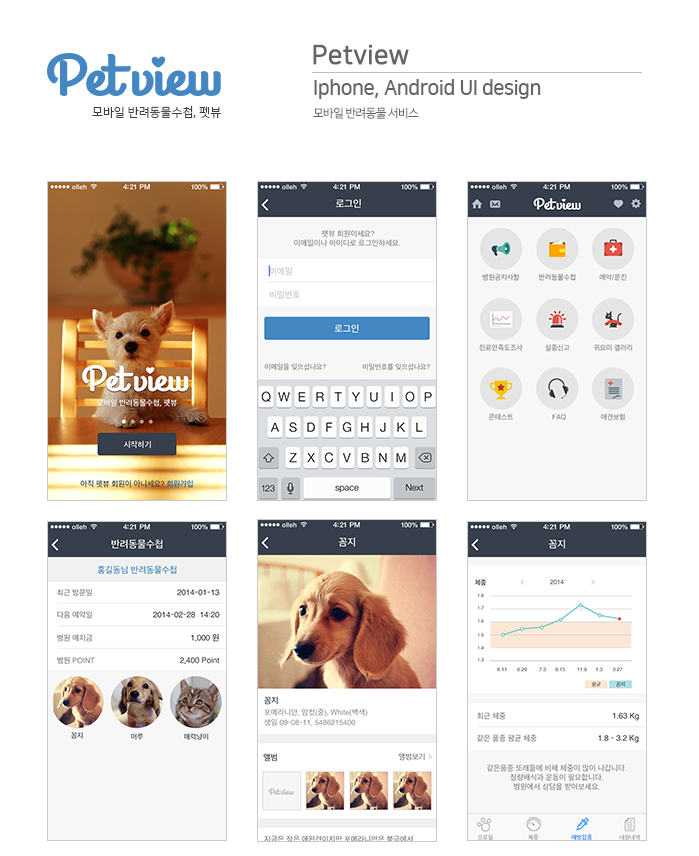 Petview
모바일 반려동물수첩, 펫뷰
Petview
Iphone, Android UI design
모바일 반려동물 서비스
olleh 4:21 PM 100%
Petview
모바일 반려동물수첩, 펫뷰
시작하기
아직 펫뷰 회원이 아니세요? 회원가입
olleh 4:21 PM 100%
로그인
펫뷰 회원이세요?
이메일이나 아이디로 로그인하세요.
이메일
비밀번호
로그인
이메일을 잊으셨나요? 비밀번호를 잊으셨나요?
Q W E R T Y U I O P
A S D F G H J K L
Z X C V B N M
123 space Next
olleh 4:21 PM 100%
Petview
병원공지사항 반려동물수첩 예약/문진
진료만족도조사 실종신고 귀요미 갤러리
콘테스트 FAQ 애견보험
olleh 4:21 PM 100%
반려동물수첩
홍길동님 반려동물수첩
최근 방문일 2014-01-13
다음 예약일 2014-02-28 14:20
병원 예치금 1,000 원
병원 POINT 2,400 Point
꼼지 어루 매력냥이
olleh 4:21 PM 100%
꼼지
꼼지
포메라니안, 암컷(중), White(백색)
생일 09-08-11, 5486215400
앨범 앨범보기 >
Petview
지금은 작은 애완견이지만 포메라니안은 북극에서
olleh 4:21 PM 100%
꼼지
체중 < 2014 >
1.8
1.7
1.6
1.5
1.4
1.3
6.11 6.29 7.3 8.15 11.9 1.3 3.27
평균 꼼지
최근 체중 1.63 Kg
같은 품종 평균 체중 1.8 - 3.2 Kg
같은품종 또래들에 비해 체중이 많이 나갑니다.
정량배식과 운동이 필요합니다.
병원에서 상담을 받아보세요.
프로필 체중 예방접종 내원내역